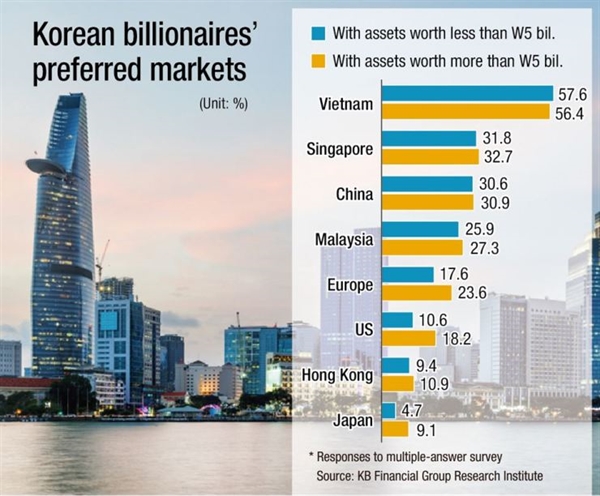 Korean billionaires'
preferred markets
(Unit: %)
With assets worth less than W5 bil.
With assets worth more than W5 bil.
Vietnam 57.6
56.4
Singapore 31.8
32.7
China 30.6
30.9
Malaysia 25.9
27.3
Europe 17.6
23.6
US 10.6
18.2
Hong Kong 9.4
10.9
Japan 4.7
9.1
* Responses to multiple-answer survey
Source: KB Financial Group Research Institute